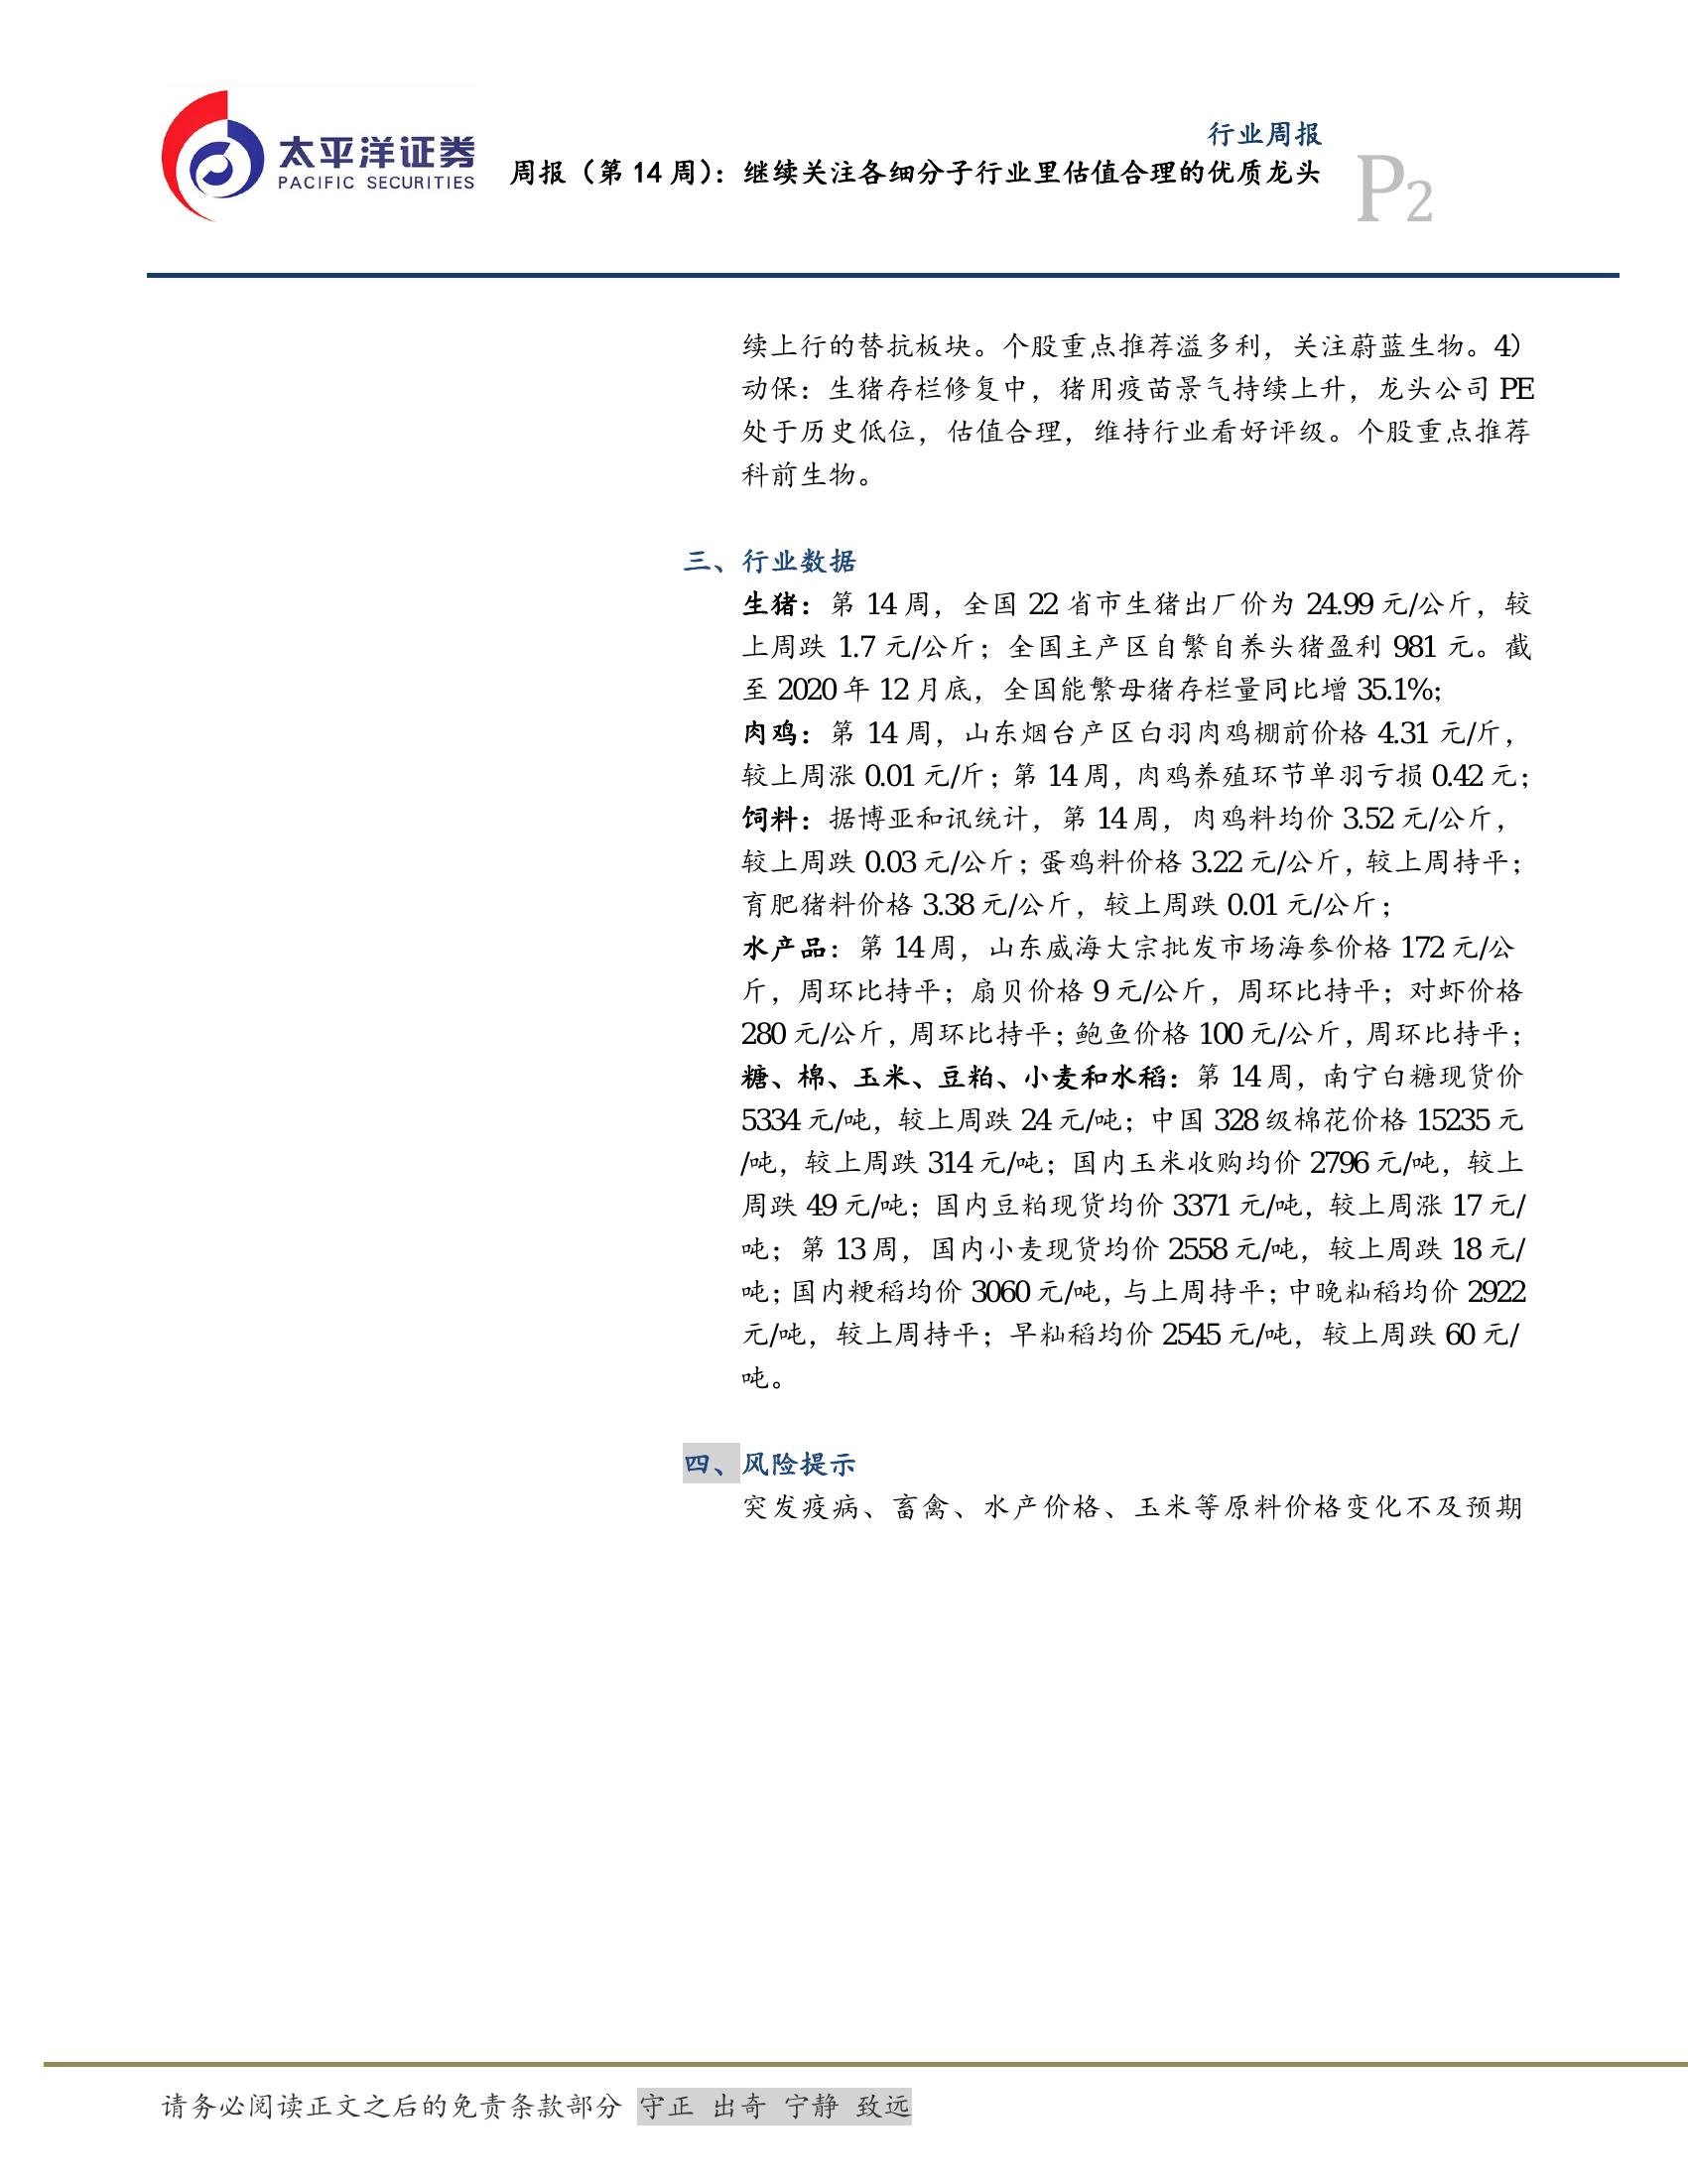 太平洋证券
PACIFIC SECURITIES
行业周报
周报（第 14 周）：继续关注各细分子行业里估值合理的优质龙头
P2
续上行的替抗板块。个股重点推荐溢多利，关注蔚蓝生物。4）
动保：生猪存栏修复中，猪用疫苗景气持续上升，龙头公司 PE
处于历史低位，估值合理，维持行业看好评级。个股重点推荐
科前生物。
三、行业数据
生猪：第 14 周，全国 22 省市生猪出厂价为 24.99 元/公斤，较
上周跌 1.7 元/公斤；全国主产区自繁自养头猪盈利 981 元。截
至 2020 年 12 月底，全国能繁母猪存栏量同比增 35.1%；
肉鸡：第 14 周，山东烟台产区白羽肉鸡棚前价格 4.31 元/斤，
较上周涨 0.01 元/斤；第 14 周，肉鸡养殖环节单羽亏损 0.42 元；
饲料：据博亚和讯统计，第 14 周，肉鸡料均价 3.52 元/公斤，
较上周跌 0.03 元/公斤；蛋鸡料价格 3.22 元/公斤，较上周持平；
育肥猪料价格 3.38 元/公斤，较上周跌 0.01 元/公斤；
水产品：第 14 周，山东威海大宗批发市场海参价格 172 元/公
斤，周环比持平；扇贝价格 9 元/公斤，周环比持平；对虾价格
280 元/公斤，周环比持平；鲍鱼价格 100 元/公斤，周环比持平；
糖、棉、玉米、豆粕、小麦和水稻：第 14 周，南宁白糖现货价
5334 元/吨，较上周跌 24 元/吨；中国 328 级棉花价格 15235 元
/吨，较上周跌 314 元/吨；国内玉米收购均价 2796 元/吨，较上
周跌 49 元/吨；国内豆粕现货均价 3371 元/吨，较上周涨 17 元/
吨；第 13 周，国内小麦现货均价 2558 元/吨，较上周跌 18 元/
吨；国内粳稻均价 3060 元/吨，与上周持平；中晚籼稻均价 2922
元/吨，较上周持平；早籼稻均价 2545 元/吨，较上周跌 60 元/
吨。
四、风险提示
突发疫病、畜禽、水产价格、玉米等原料价格变化不及预期
请务必阅读正文之后的免责条款部分 守正 出奇 宁静 致远